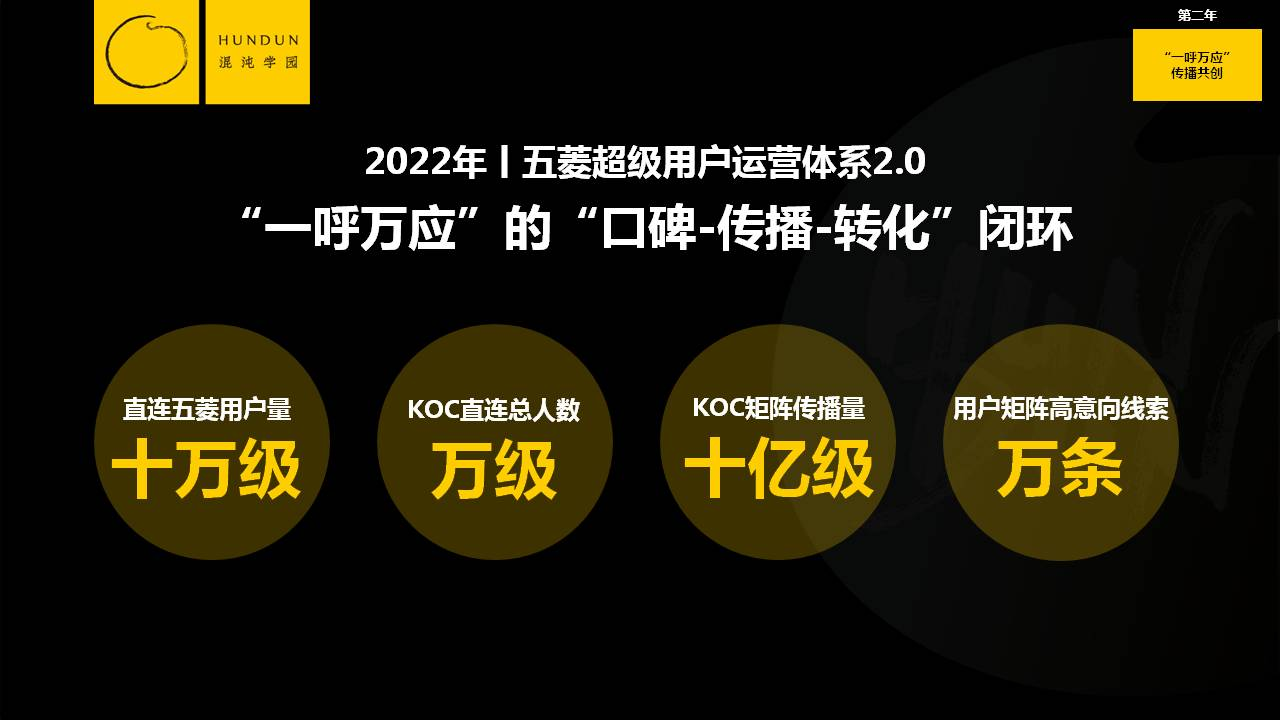 HUNDUN
混沌学园
第二年
“一呼万应”
传播共创
2022年丨五菱超级用户运营体系2.0
“一呼万应”的“口碑-传播-转化”闭环
直连五菱用户量
十万级
KOC直连总人数
万级
KOC矩阵传播量
十亿级
用户矩阵高意向线索
万条